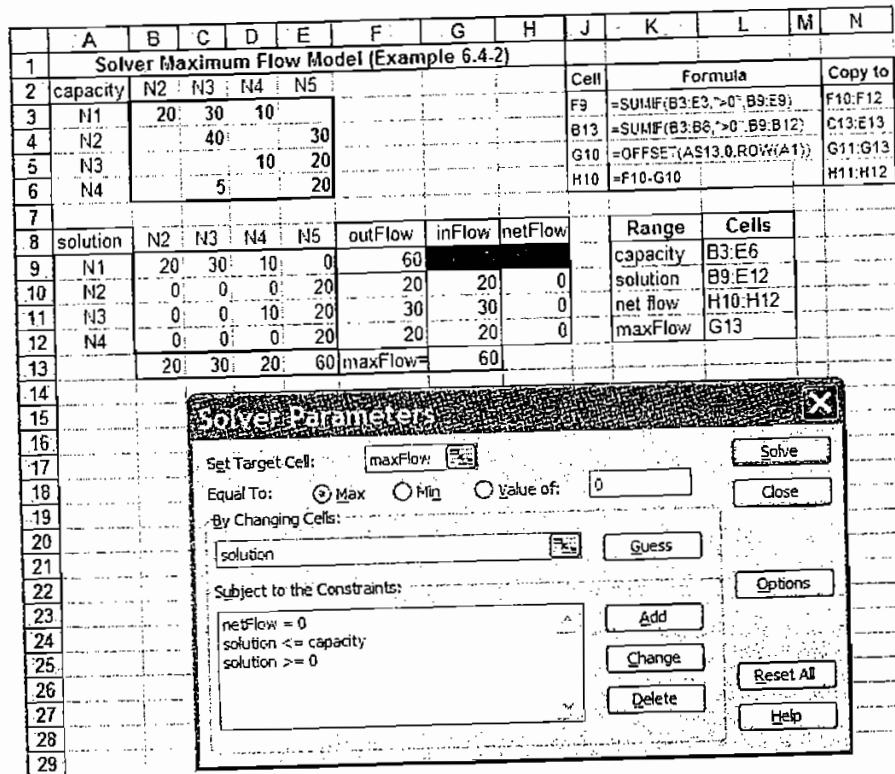 A B C D E F G H J K L M N
1 Solver Maximum Flow Model (Example 6.4-2)
2 capacity N2 N3 N4 N5 Cell Formula Copy to
3 N1 20 30 10 F9 =SUMIF(B3:E3,">0",B9:E9) F10:F12
4 N2 40 30 B13 =SUMIF(B3:B6,">0",B9:B12) C13:E13
5 N3 10 20 G10 =OFFSET(A$13,0,ROW(A1)) G11:G13
6 N4 5 20 H10 =F10-G10 H11:H12
7
8 solution N2 N3 N4 N5 outFlow inFlow netFlow Range Cells
9 N1 20 30 10 0 60 capacity B3:E6
10 N2 0 0 0 20 20 20 0 solution B9:E12
11 N3 0 0 10 20 30 30 0 net flow H10:H12
12 N4 0 0 0 20 20 20 0 maxFlow G13
13 20 30 20 60 maxFlow= 60
14
15 Solver Parameters
16
17 Set Target Cell: maxFlow Solve
18 Equal To: Max Min Value of: 0 Close
19 By Changing Cells:
20 solution Guess
21
22 Subject to the Constraints: Options
23 netFlow = 0 Add
24 solution <= capacity
25 solution >= 0 Change Reset All
26 Delete
27 Help
28
29